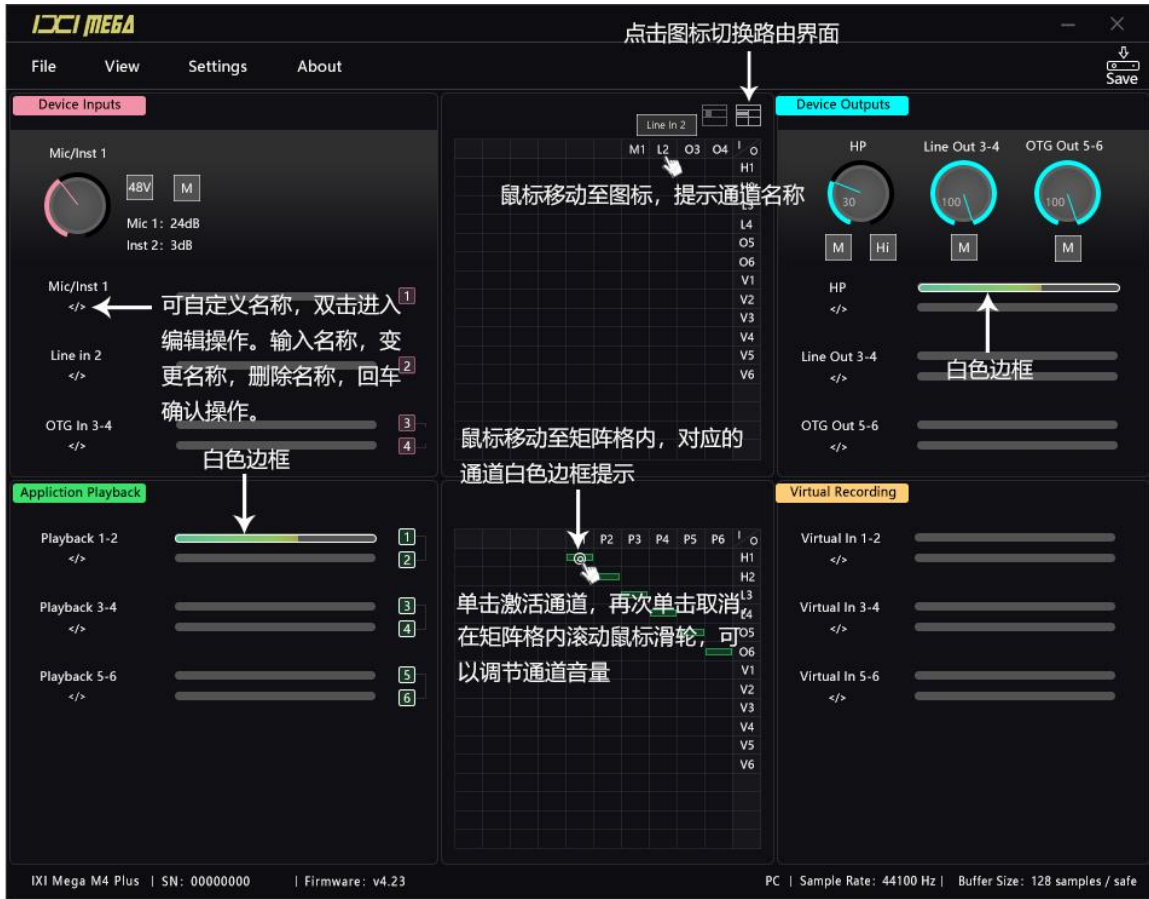 IXI MEGA
点击图标切换路由界面
File View Settings About
Save
Device Inputs
Mic/Inst 1
48V M
Mic 1: 24dB
Inst 2: 3dB
Mic/Inst 1
</>
1
可自定义名称，双击进入
编辑操作。输入名称，变
更名称，删除名称，回车
确认操作。
Line in 2
</>
2
OTG In 3-4
</>
3
4
白色边框
Line In 2
M1 L2 O3 O4 I O
H1
鼠标移动至图标，提示通道名称
L4
O5
O6
V1
V2
V3
V4
V5
V6
鼠标移动至矩阵格内，对应的
通道白色边框提示
Device Outputs
HP Line Out 3-4 OTG Out 5-6
30 100 100
M Hi M M
HP
</>
Line Out 3-4
</>
白色边框
OTG Out 5-6
</>
Appliction Playback
Playback 1-2
</>
1
2
Playback 3-4
</>
3
4
Playback 5-6
</>
5
6
P2 P3 P4 P5 P6 I O
H1
H2
L3
单击激活通道，再次单击取消，
L4
在矩阵格内滚动鼠标滑轮，可
O5
O6
以调节通道音量
V1
V2
V3
V4
V5
V6
Virtual Recording
Virtual In 1-2
</>
Virtual In 3-4
</>
Virtual In 5-6
</>
IXI Mega M4 Plus | SN: 00000000 | Firmware: v4.23
PC | Sample Rate: 44100 Hz | Buffer Size: 128 samples / safe